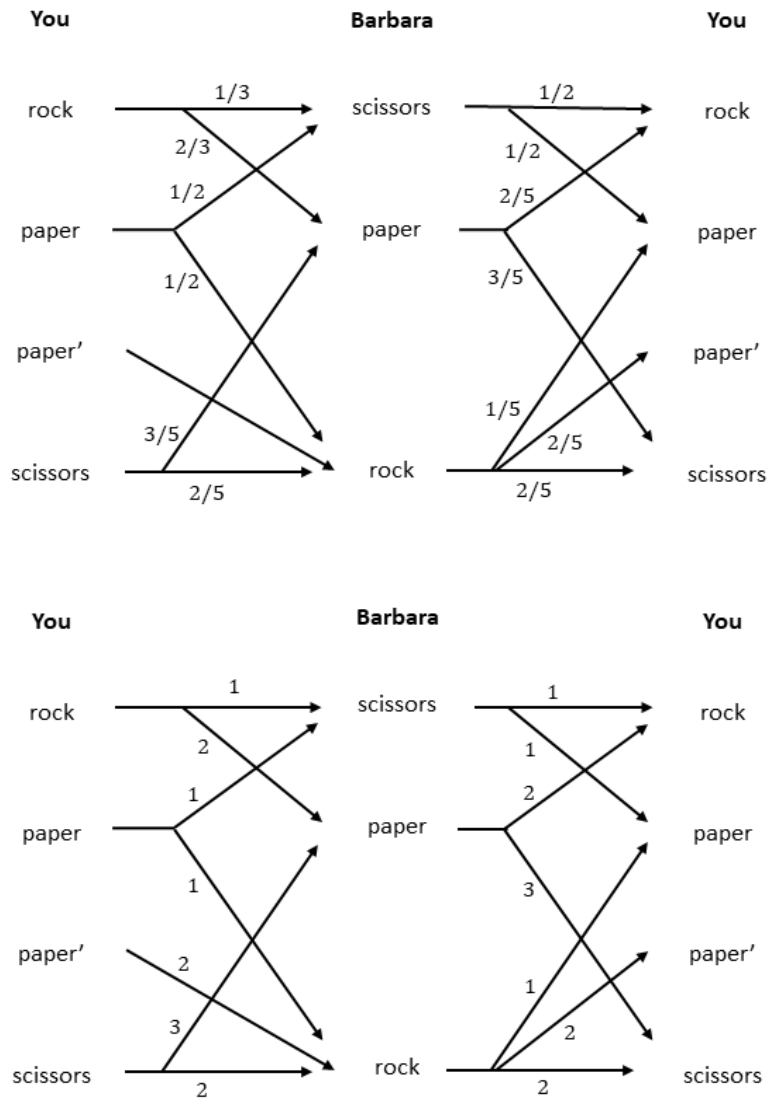 You Barbara You
1/3 1/2
rock scissors rock
2/3 1/2
1/2 2/5
paper paper paper
1/2 3/5
paper′ paper′
1/5
3/5 2/5
scissors rock scissors
2/5 2/5
You Barbara You
1 1
rock scissors rock
2 1
1 2
paper paper paper
1 3
paper′ paper′
2 1
3 2
scissors rock scissors
2 2